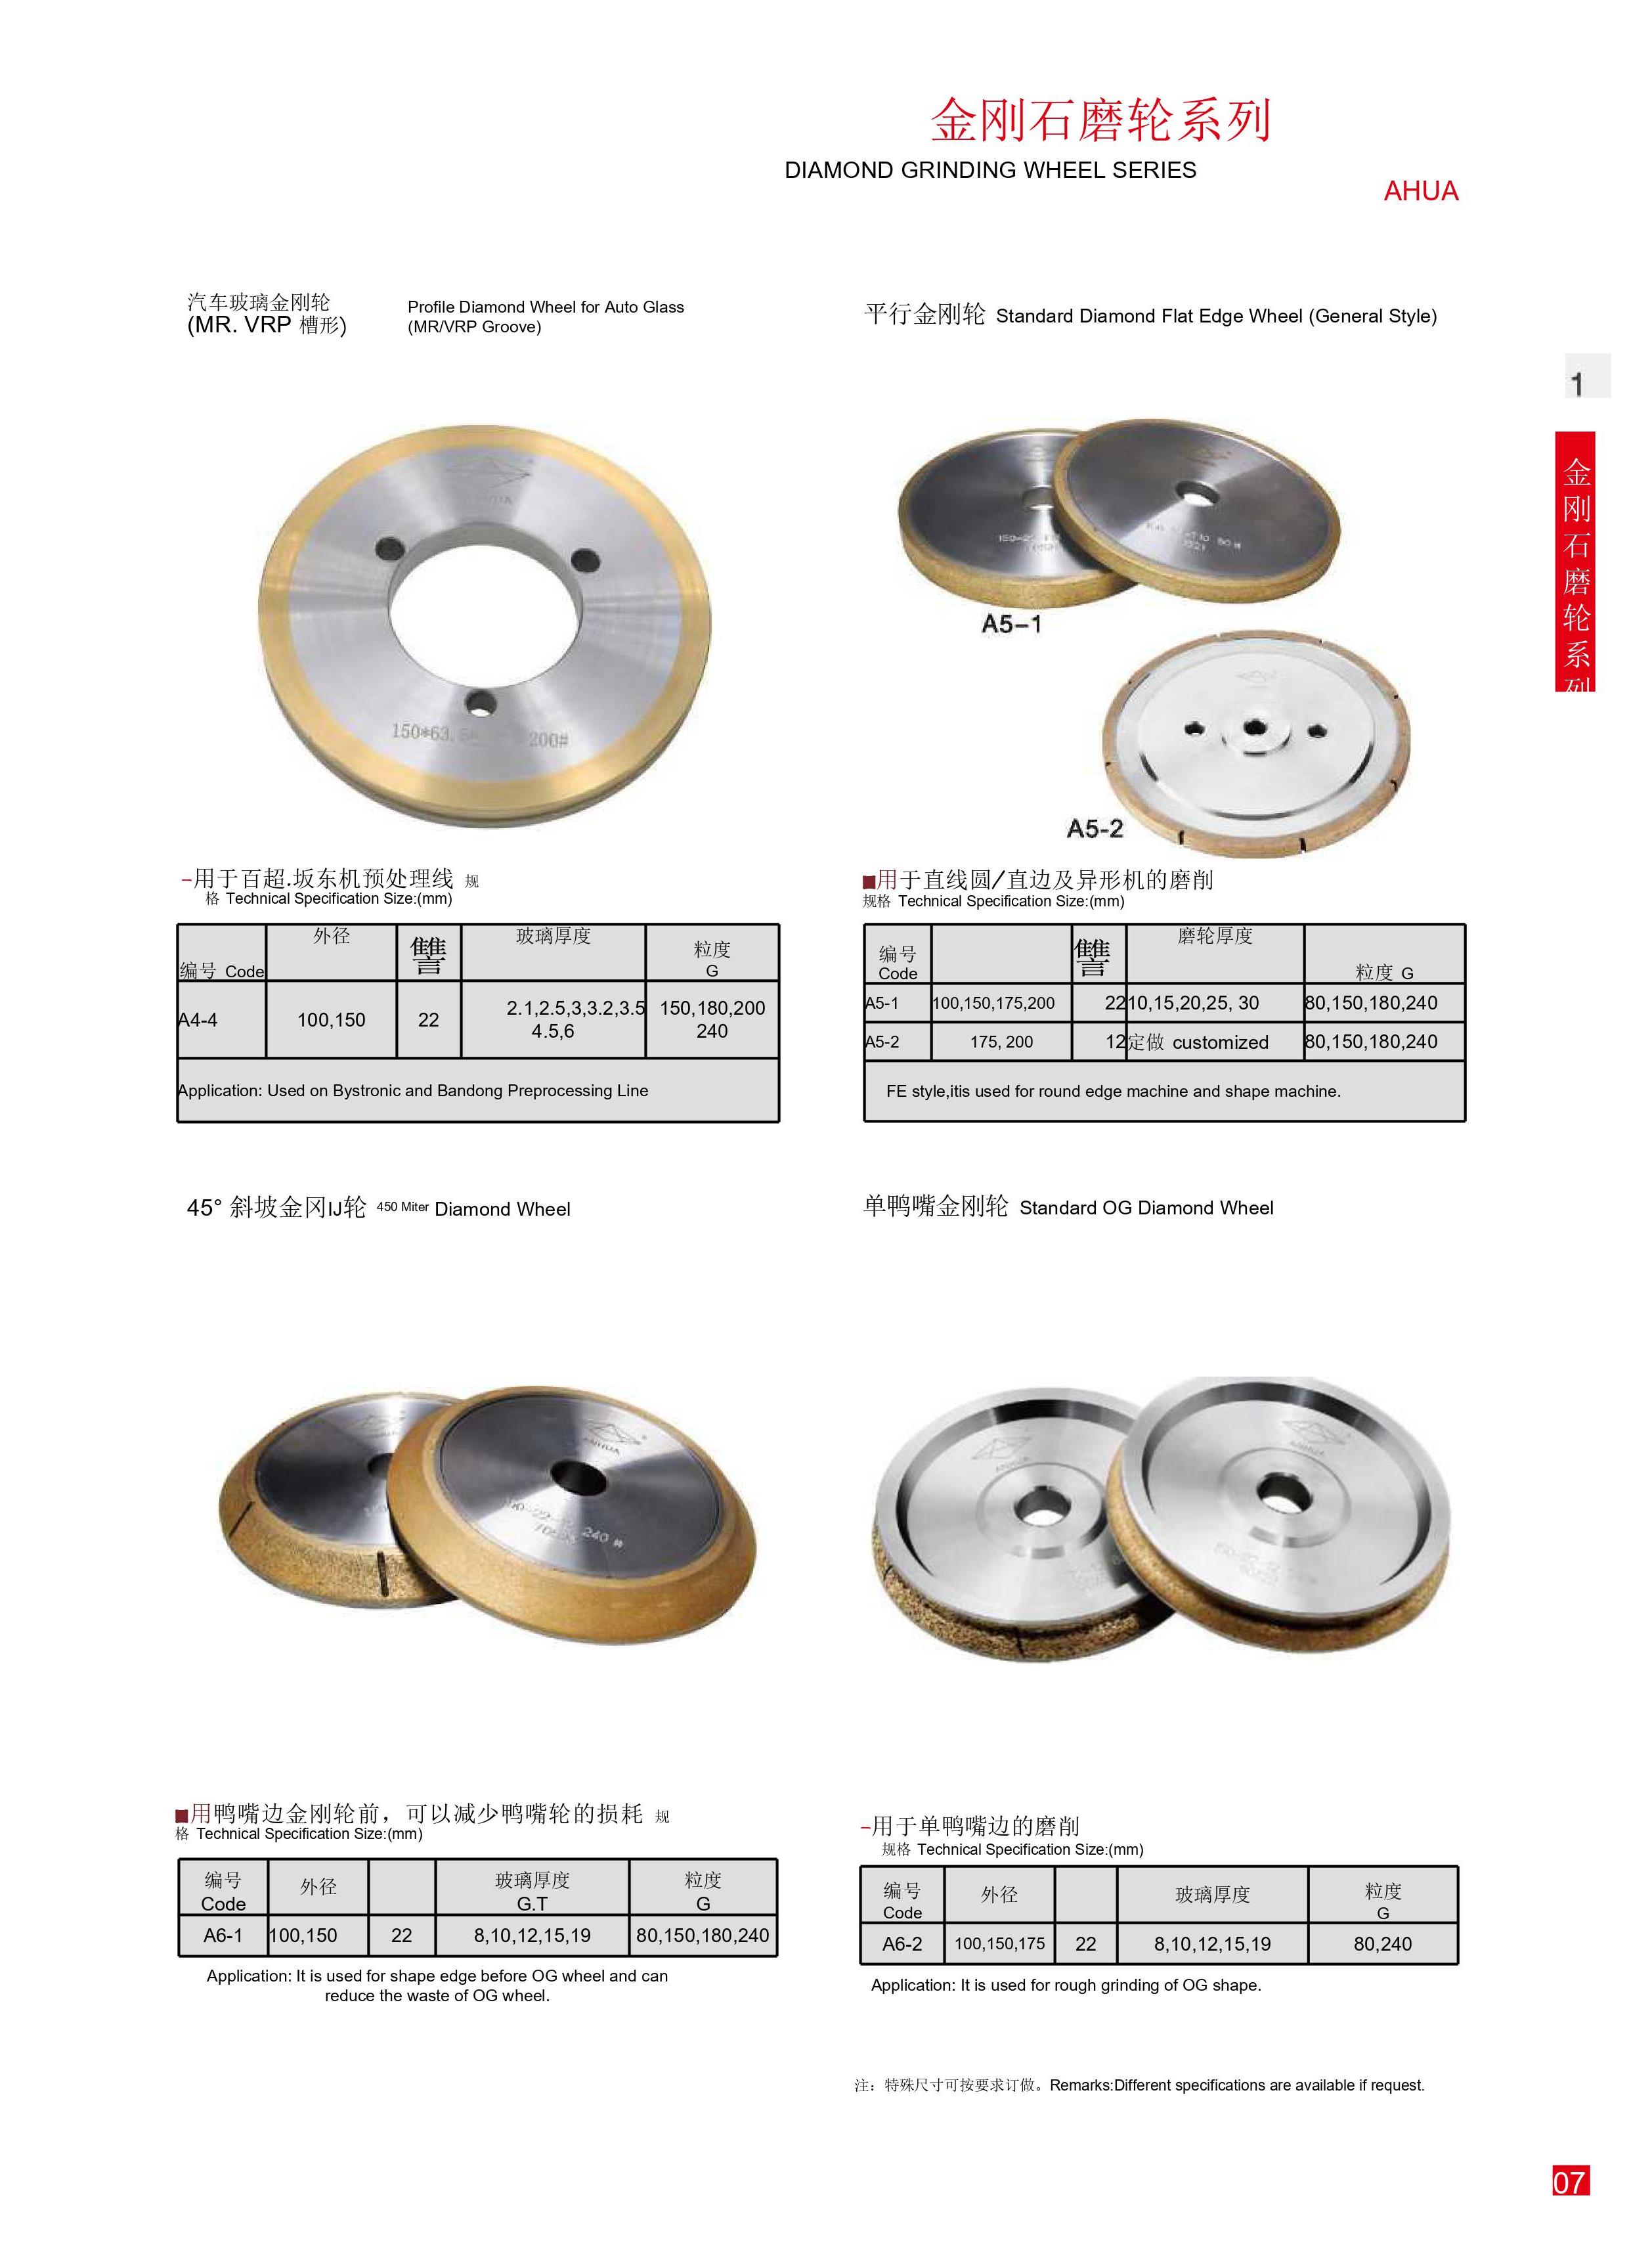 金刚石磨轮系列
DIAMOND GRINDING WHEEL SERIES
AHUA
汽车玻璃金刚轮
(MR. VRP 槽形)
Profile Diamond Wheel for Auto Glass
(MR/VRP Groove)
150*63.
200#
-用于百超.坂东机预处理线 规
格 Technical Specification Size:(mm)
编号 Code 外径 讐 玻璃厚度 粒度 G
A4-4 100,150 22 2.1,2.5,3,3.2,3.5 4.5,6 150,180,200 240
Application: Used on Bystronic and Bandong Preprocessing Line
平行金刚轮 Standard Diamond Flat Edge Wheel (General Style)
A5-1
A5-2
■用于直线圆/直边及异形机的磨削
规格 Technical Specification Size:(mm)
编号 Code 讐 磨轮厚度 粒度 G
A5-1 100,150,175,200 22 10,15,20,25, 30 80,150,180,240
A5-2 175, 200 12 定做 customized 80,150,180,240
FE style,itis used for round edge machine and shape machine.
1
金刚石磨轮系列
45° 斜坡金冈IJ轮 450 Miter Diamond Wheel
ANHUA
240 #
■用鸭嘴边金刚轮前，可以减少鸭嘴轮的损耗 规
格 Technical Specification Size:(mm)
编号 Code 外径 玻璃厚度 G.T 粒度 G
A6-1 100,150 22 8,10,12,15,19 80,150,180,240
Application: It is used for shape edge before OG wheel and can
reduce the waste of OG wheel.
单鸭嘴金刚轮 Standard OG Diamond Wheel
ANHUA
ANHUA
-用于单鸭嘴边的磨削
规格 Technical Specification Size:(mm)
编号 Code 外径 玻璃厚度 粒度 G
A6-2 100,150,175 22 8,10,12,15,19 80,240
Application: It is used for rough grinding of OG shape.
注：特殊尺寸可按要求订做。Remarks:Different specifications are available if request.
07